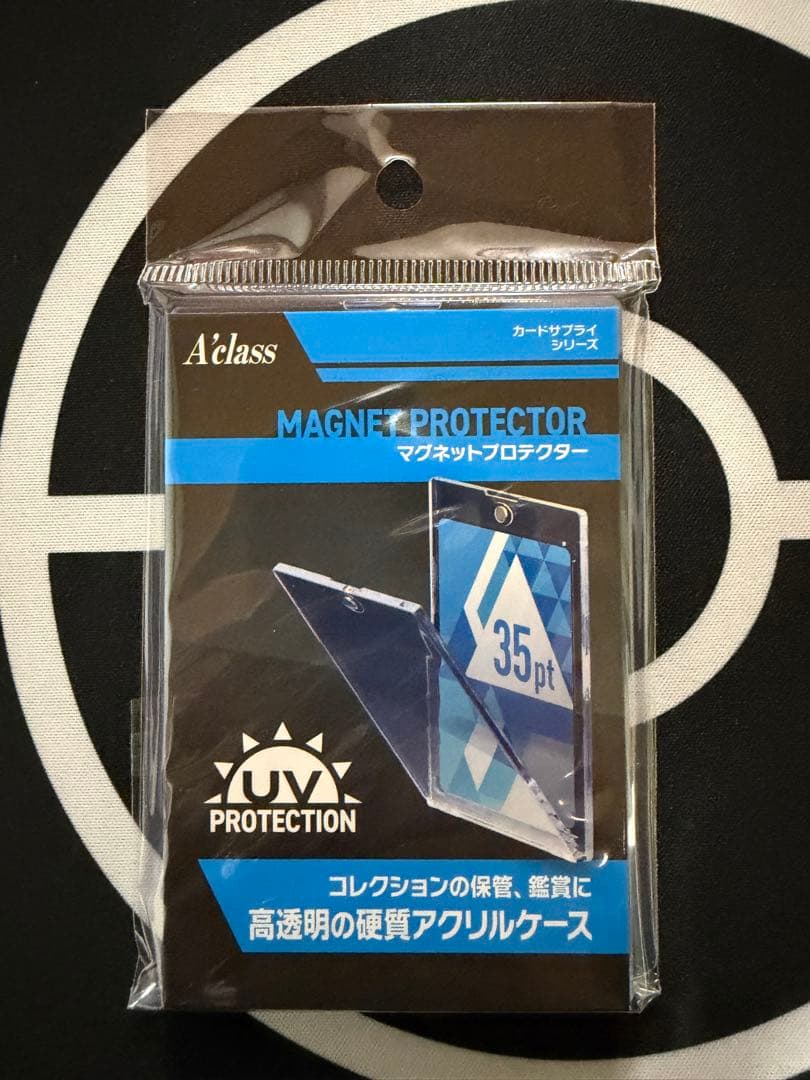 A'class
カードサプライ
シリーズ
MAGNET PROTECTOR
マグネットプロテクター
35pt
UV
PROTECTION
コレクションの保管、鑑賞に
高透明の硬質アクリルケース